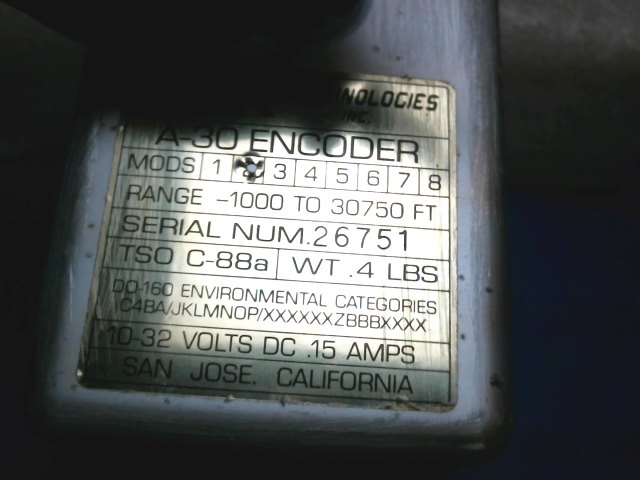 TECHNOLOGIES
INC.
A-30 ENCODER
MODS 1 3 4 5 6 7 8
RANGE -1000 TO 30750 FT
SERIAL NUM. 26751
TSO C-88a WT .4 LBS
DO-160 ENVIRONMENTAL CATEGORIES
C4BA/JKLMNOP/XXXXXXZBBBXXXX
10-32 VOLTS DC .15 AMPS
SAN JOSE. CALIFORNIA